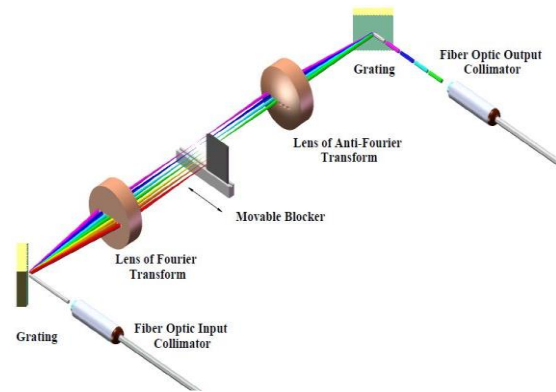 Fiber Optic Output
Collimator
Grating
Lens of Anti-Fourier
Transform
Movable Blocker
Lens of Fourier
Transform
Fiber Optic Input
Collimator
Grating